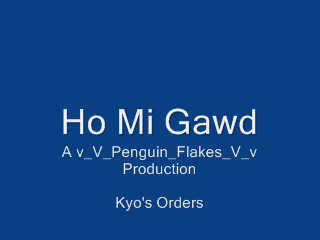 Ho Mi Gawd
A v_V_Penguin_Flakes_V_v
Production
Kyo's Orders